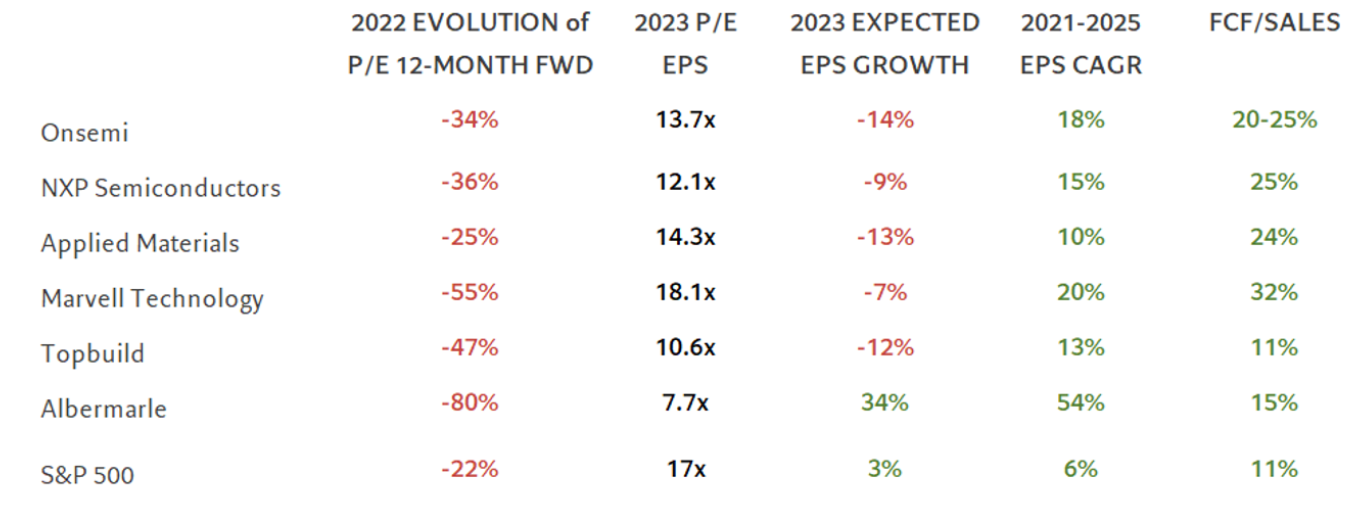 2022 EVOLUTION of 2023 P/E 2023 EXPECTED 2021-2025 FCF/SALES
P/E 12-MONTH FWD EPS EPS GROWTH EPS CAGR
Onsemi -34% 13.7x -14% 18% 20-25%
NXP Semiconductors -36% 12.1x -9% 15% 25%
Applied Materials -25% 14.3x -13% 10% 24%
Marvell Technology -55% 18.1x -7% 20% 32%
Topbuild -47% 10.6x -12% 13% 11%
Albermarle -80% 7.7x 34% 54% 15%
S&P 500 -22% 17x 3% 6% 11%